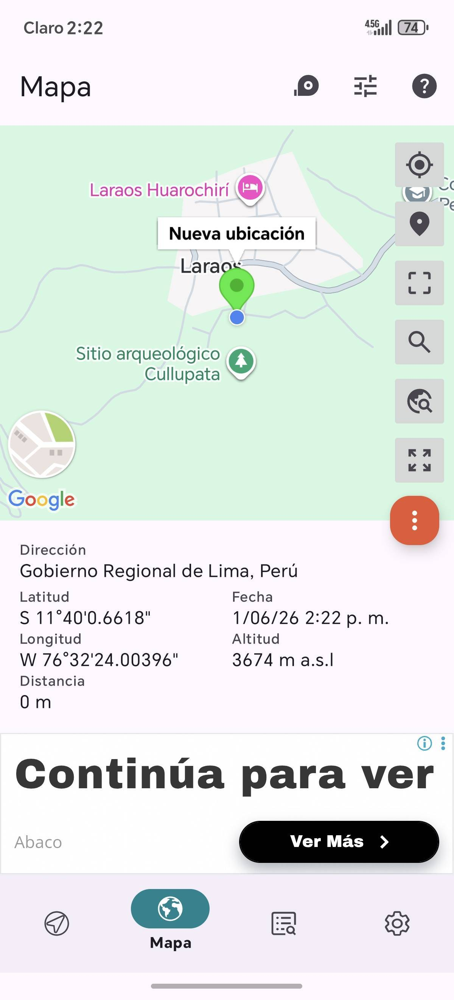 Claro 2:22
4.5G
74
Mapa
Laraos Huarochirí
Nueva ubicación
Laraos
Sitio arqueológico
Cullupata
Google
Dirección
Gobierno Regional de Lima, Perú
Latitud
Fecha
S 11°40'0.6618"
1/06/26 2:22 p. m.
Longitud
Altitud
W 76°32'24.00396"
3674 m a.s.l
Distancia
0 m
Continúa para ver
Abaco
Ver Más
Mapa